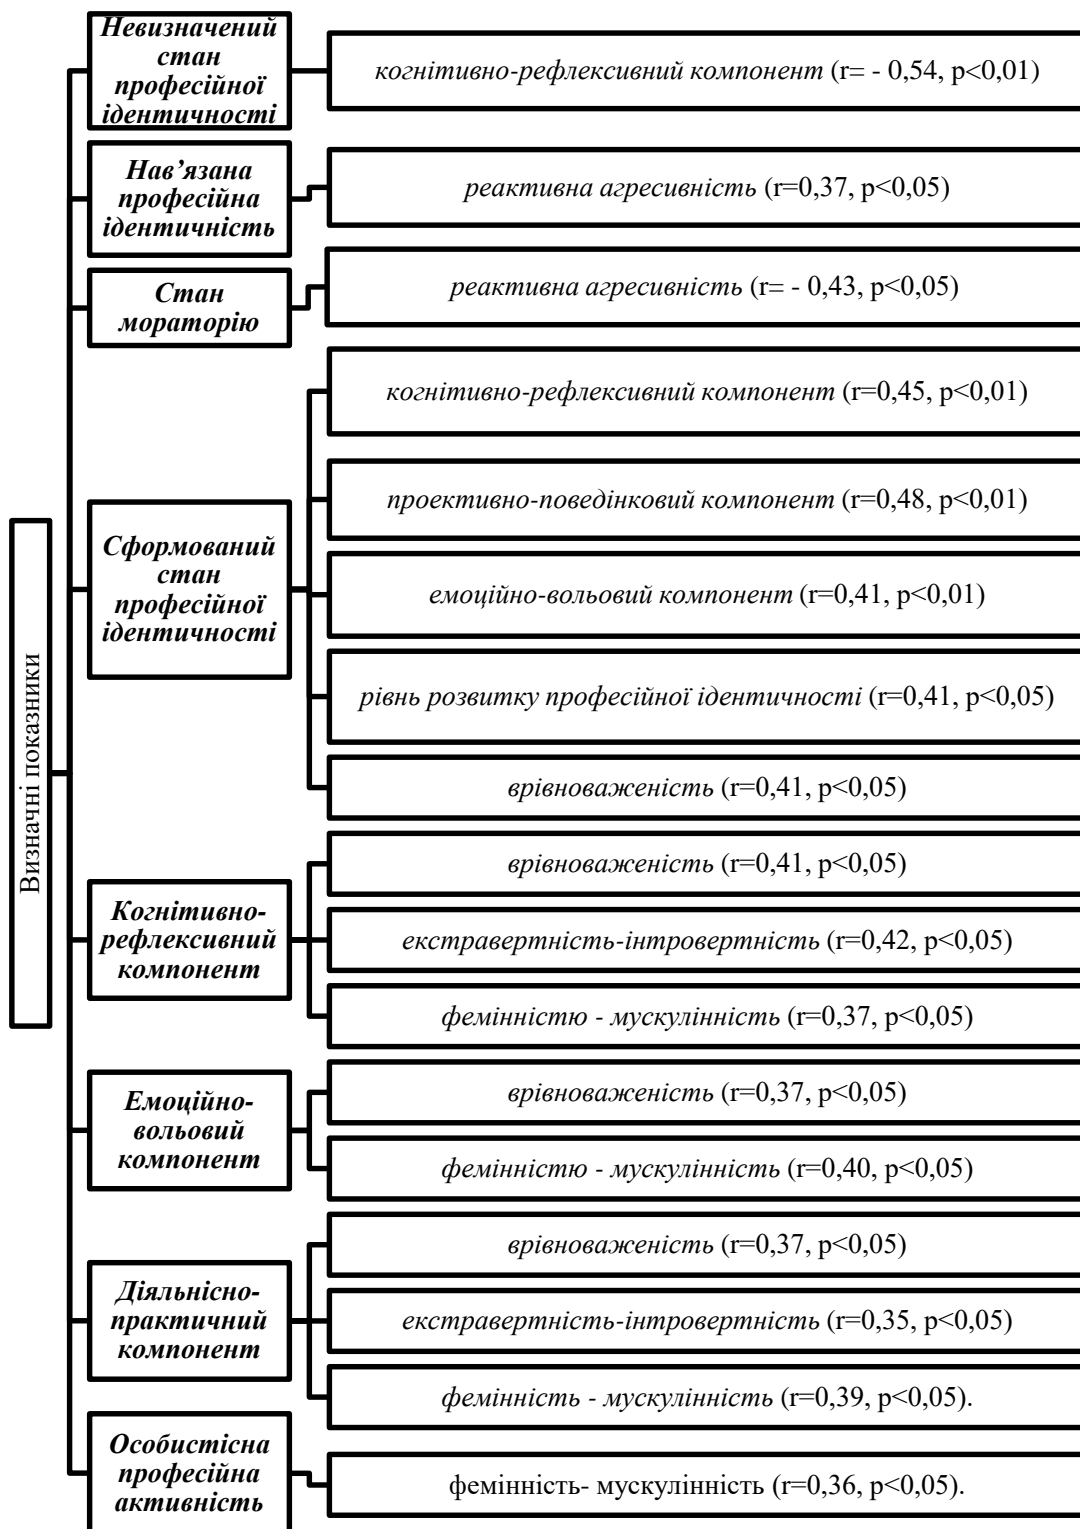 Визначні показники
Невизначений
стан
професійної
ідентичності
когнітивно-рефлексивний компонент (r= - 0,54, p<0,01)
Нав’язана
професійна
ідентичність
реактивна агресивність (r=0,37, p<0,05)
Стан
мораторію
реактивна агресивність (r= - 0,43, p<0,05)
Сформований
стан
професійної
ідентичності
когнітивно-рефлексивний компонент (r=0,45, p<0,01)
проективно-поведінковий компонент (r=0,48, p<0,01)
емоційно-вольовий компонент (r=0,41, p<0,01)
рівнь розвитку професійної ідентичності (r=0,41, p<0,05)
врівноваженість (r=0,41, p<0,05)
Когнітивно-
рефлексивний
компонент
врівноваженість (r=0,41, p<0,05)
екстравертність-інтровертність (r=0,42, p<0,05)
фемінністю - мускулінність (r=0,37, p<0,05)
Емоційно-
вольовий
компонент
врівноваженість (r=0,37, p<0,05)
фемінністю - мускулінність (r=0,40, p<0,05)
Діяльнісно-
практичний
компонент
врівноваженість (r=0,37, p<0,05)
екстравертність-інтровертність (r=0,35, p<0,05)
фемінність - мускулінність (r=0,39, p<0,05).
Особистісна
професійна
активність
фемінність- мускулінність (r=0,36, p<0,05).